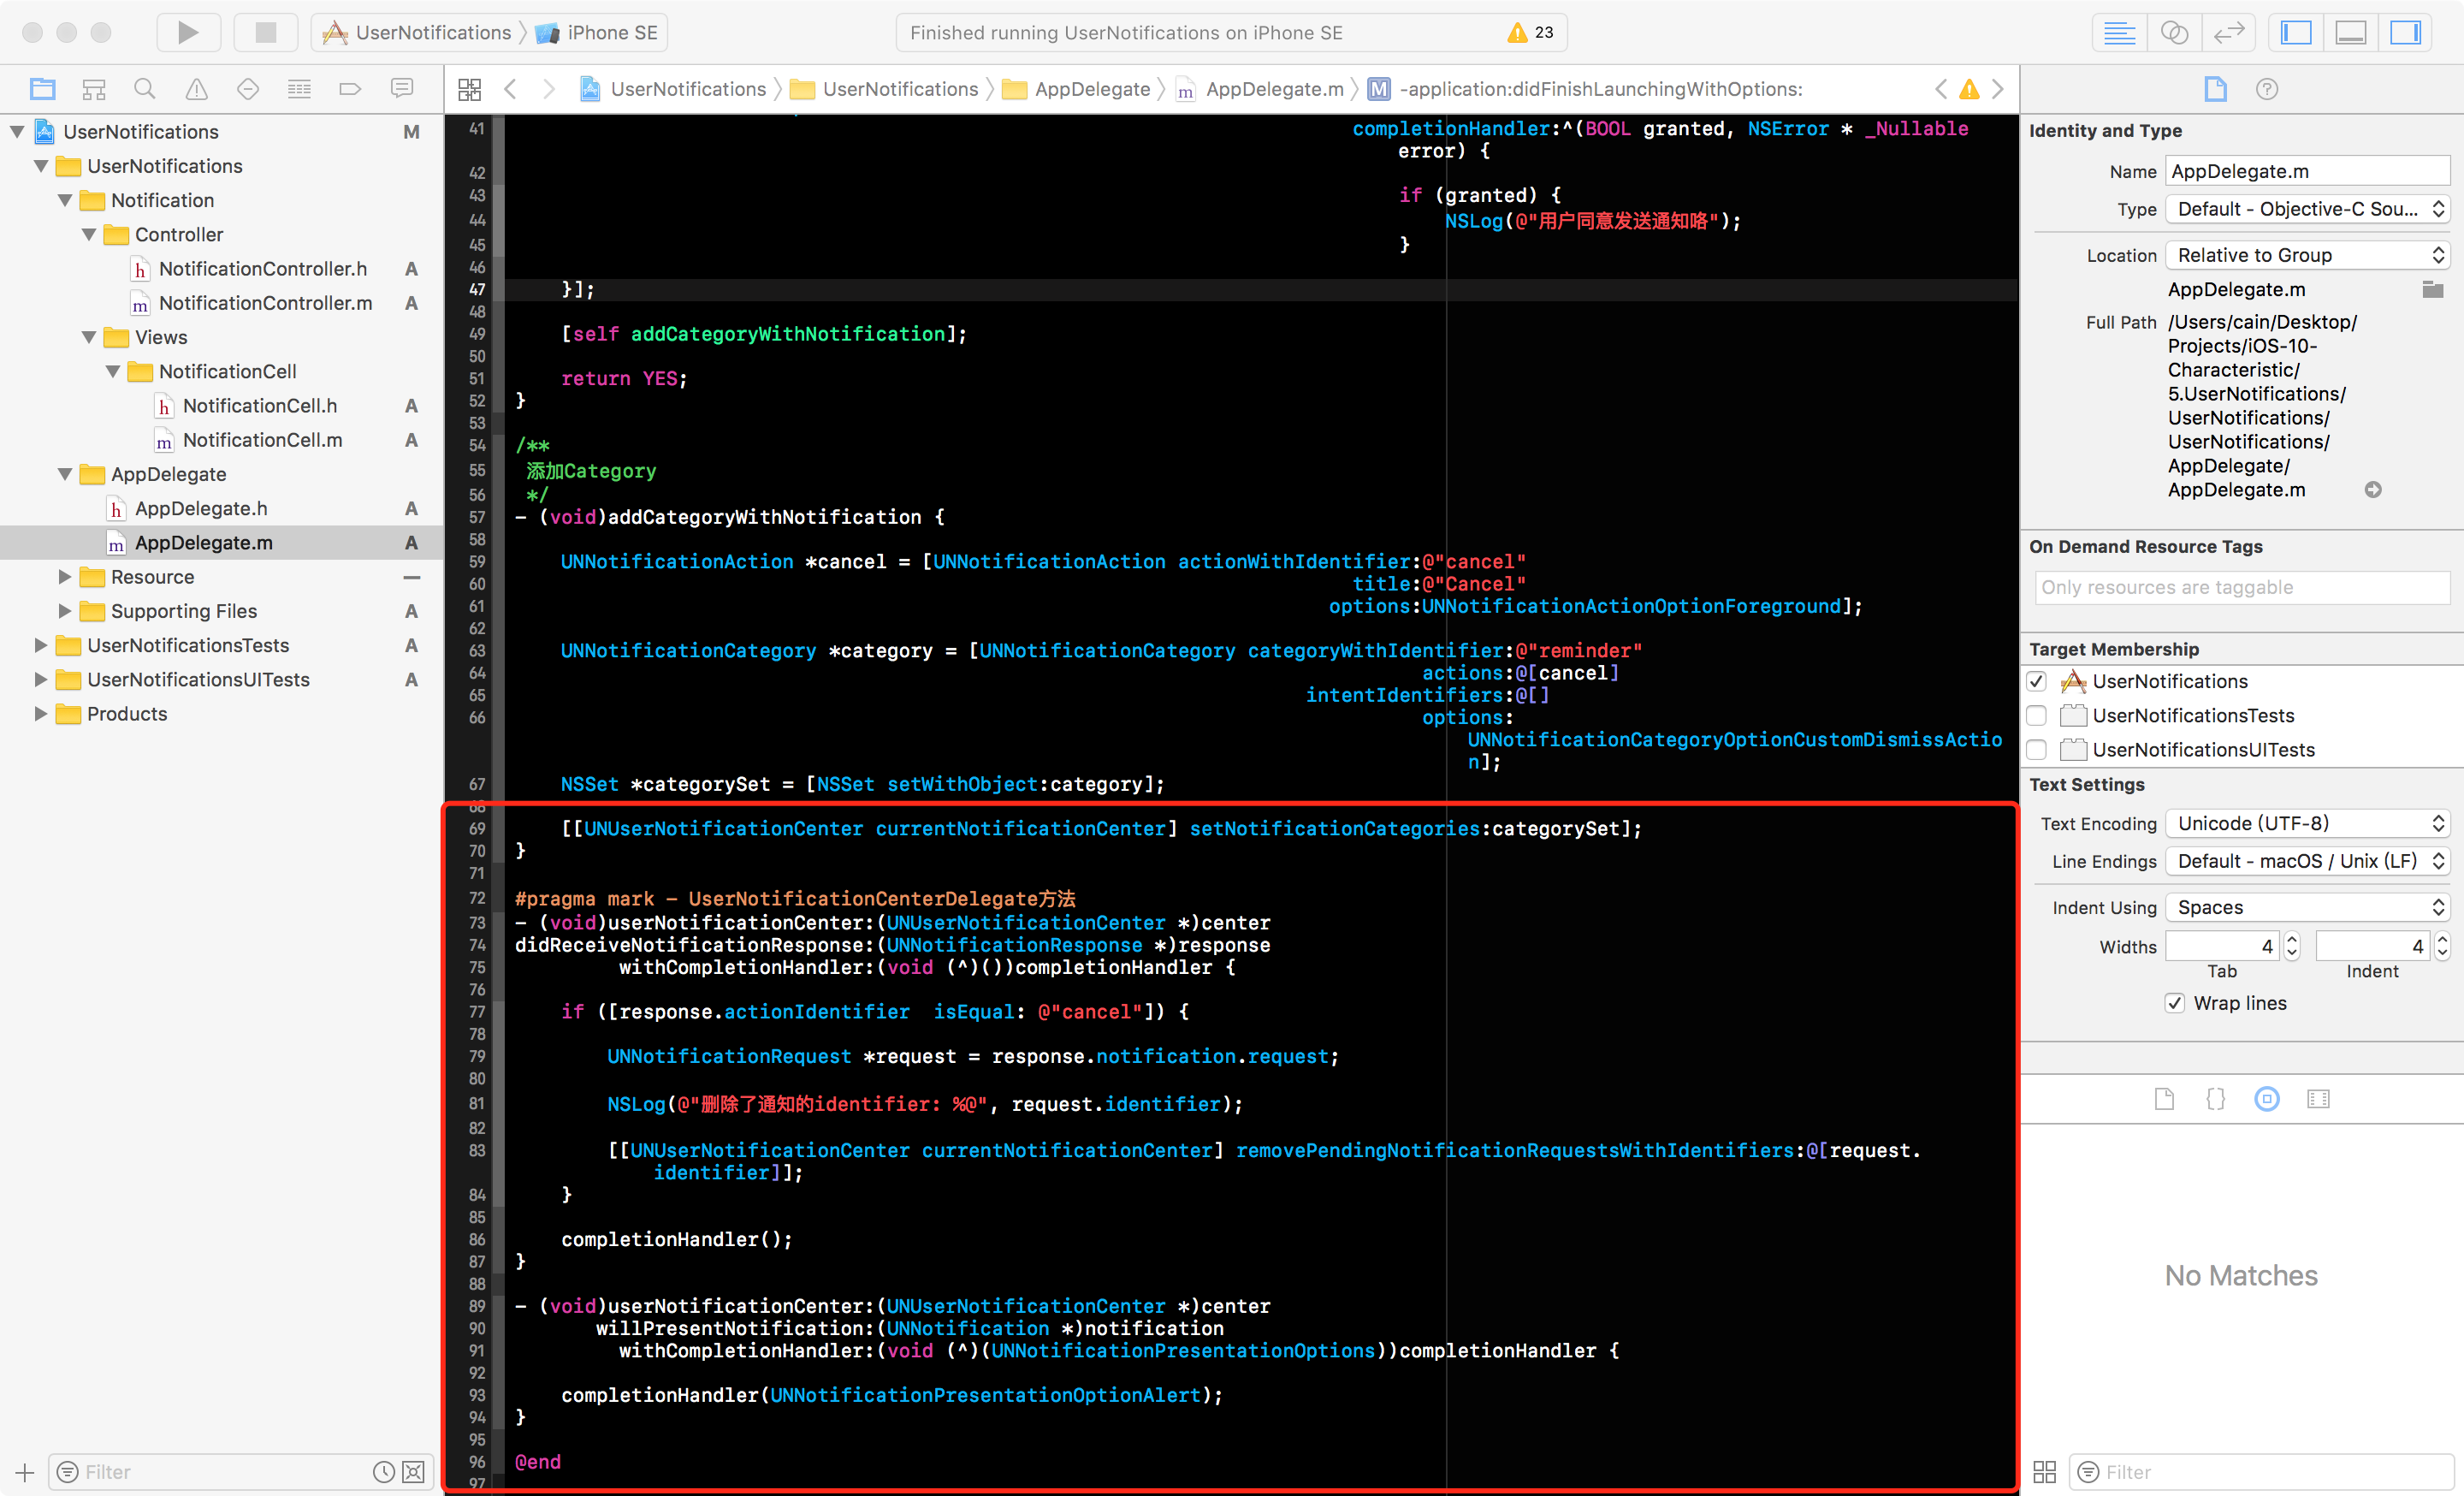 UserNotifications 〉 iPhone SE
Finished running UserNotifications on iPhone SE
23
UserNotifications 〉 UserNotifications 〉 AppDelegate 〉 AppDelegate.m 〉 M -application:didFinishLaunchingWithOptions:
UserNotifications M
UserNotifications
Notification
Controller
h NotificationController.h A
m NotificationController.m A
Views
NotificationCell
h NotificationCell.h A
m NotificationCell.m A
AppDelegate
h AppDelegate.h A
m AppDelegate.m A
Resource
Supporting Files A
UserNotificationsTests A
UserNotificationsUITests A
Products
Filter
41 completionHandler:^(BOOL granted, NSError * _Nullable
error) {
42
43 if (granted) {
44 NSLog(@"用户同意发送通知咯");
45 }
46
47 }];
48
49 [self addCategoryWithNotification];
50
51 return YES;
52 }
53
54 /**
55 添加Category
56 */
57 - (void)addCategoryWithNotification {
58
59 UNNotificationAction *cancel = [UNNotificationAction actionWithIdentifier:@"cancel"
60 title:@"Cancel"
61 options:UNNotificationActionOptionForeground];
62
63 UNNotificationCategory *category = [UNNotificationCategory categoryWithIdentifier:@"reminder"
64 actions:@[cancel]
65 intentIdentifiers:@[]
66 options:
UNNotificationCategoryOptionCustomDismissActio
n];
67 NSSet *categorySet = [NSSet setWithObject:category];
68
69 [[UNUserNotificationCenter currentNotificationCenter] setNotificationCategories:categorySet];
70 }
71
72 #pragma mark - UserNotificationCenterDelegate方法
73 - (void)userNotificationCenter:(UNUserNotificationCenter *)center
74 didReceiveNotificationResponse:(UNNotificationResponse *)response
75 withCompletionHandler:(void (^)())completionHandler {
76
77 if ([response.actionIdentifier  isEqual: @"cancel"]) {
78
79 UNNotificationRequest *request = response.notification.request;
80
81 NSLog(@"删除了通知的identifier: %@", request.identifier);
82
83 [[UNUserNotificationCenter currentNotificationCenter] removePendingNotificationRequestsWithIdentifiers:@[request.
identifier]];
84 }
85
86 completionHandler();
87 }
88
89 - (void)userNotificationCenter:(UNUserNotificationCenter *)center
90 willPresentNotification:(UNNotification *)notification
91 withCompletionHandler:(void (^)(UNNotificationPresentationOptions))completionHandler {
92
93 completionHandler(UNNotificationPresentationOptionAlert);
94 }
95
96 @end
97
Identity and Type
Name AppDelegate.m
Type Default - Objective-C Sou...
Location Relative to Group
AppDelegate.m
Full Path /Users/cain/Desktop/
Projects/iOS-10-
Characteristic/
5.UserNotifications/
UserNotifications/
UserNotifications/
AppDelegate/
AppDelegate.m
On Demand Resource Tags
Only resources are taggable
Target Membership
UserNotifications
UserNotificationsTests
UserNotificationsUITests
Text Settings
Text Encoding Unicode (UTF-8)
Line Endings Default - macOS / Unix (LF)
Indent Using Spaces
Widths 4 4
Tab Indent
Wrap lines
No Matches
Filter